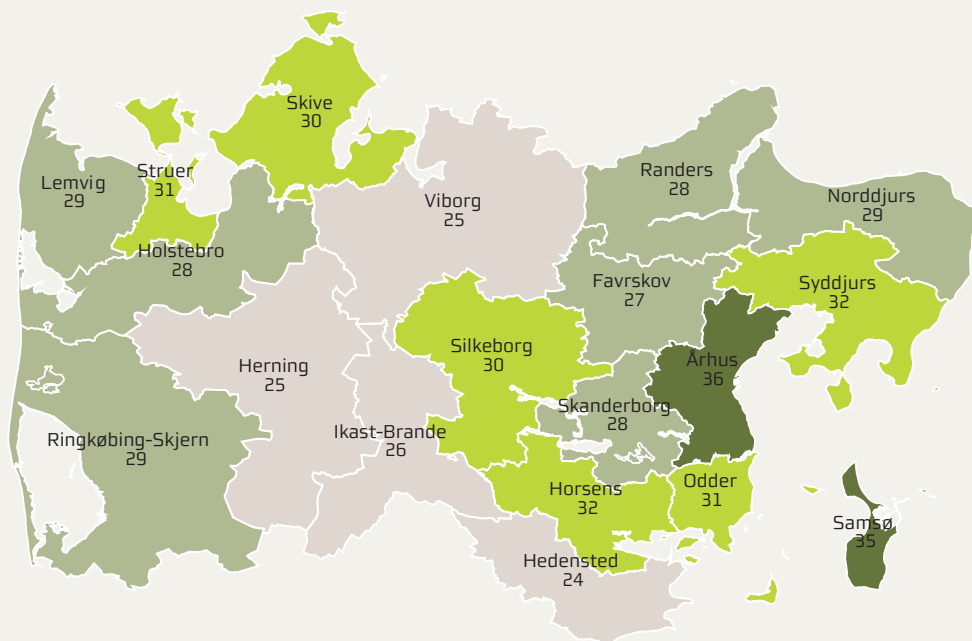 Skive
30
Struer
31
Lemvig
29
Randers
28
Norddjurs
29
Viborg
25
Holstebro
28
Favrskov
27
Syddjurs
32
Silkeborg
30
Århus
36
Herning
25
Skanderborg
28
Ikast-Brande
26
Ringkøbing-Skjern
29
Horsens
32
Odder
31
Samsø
35
Hedensted
24